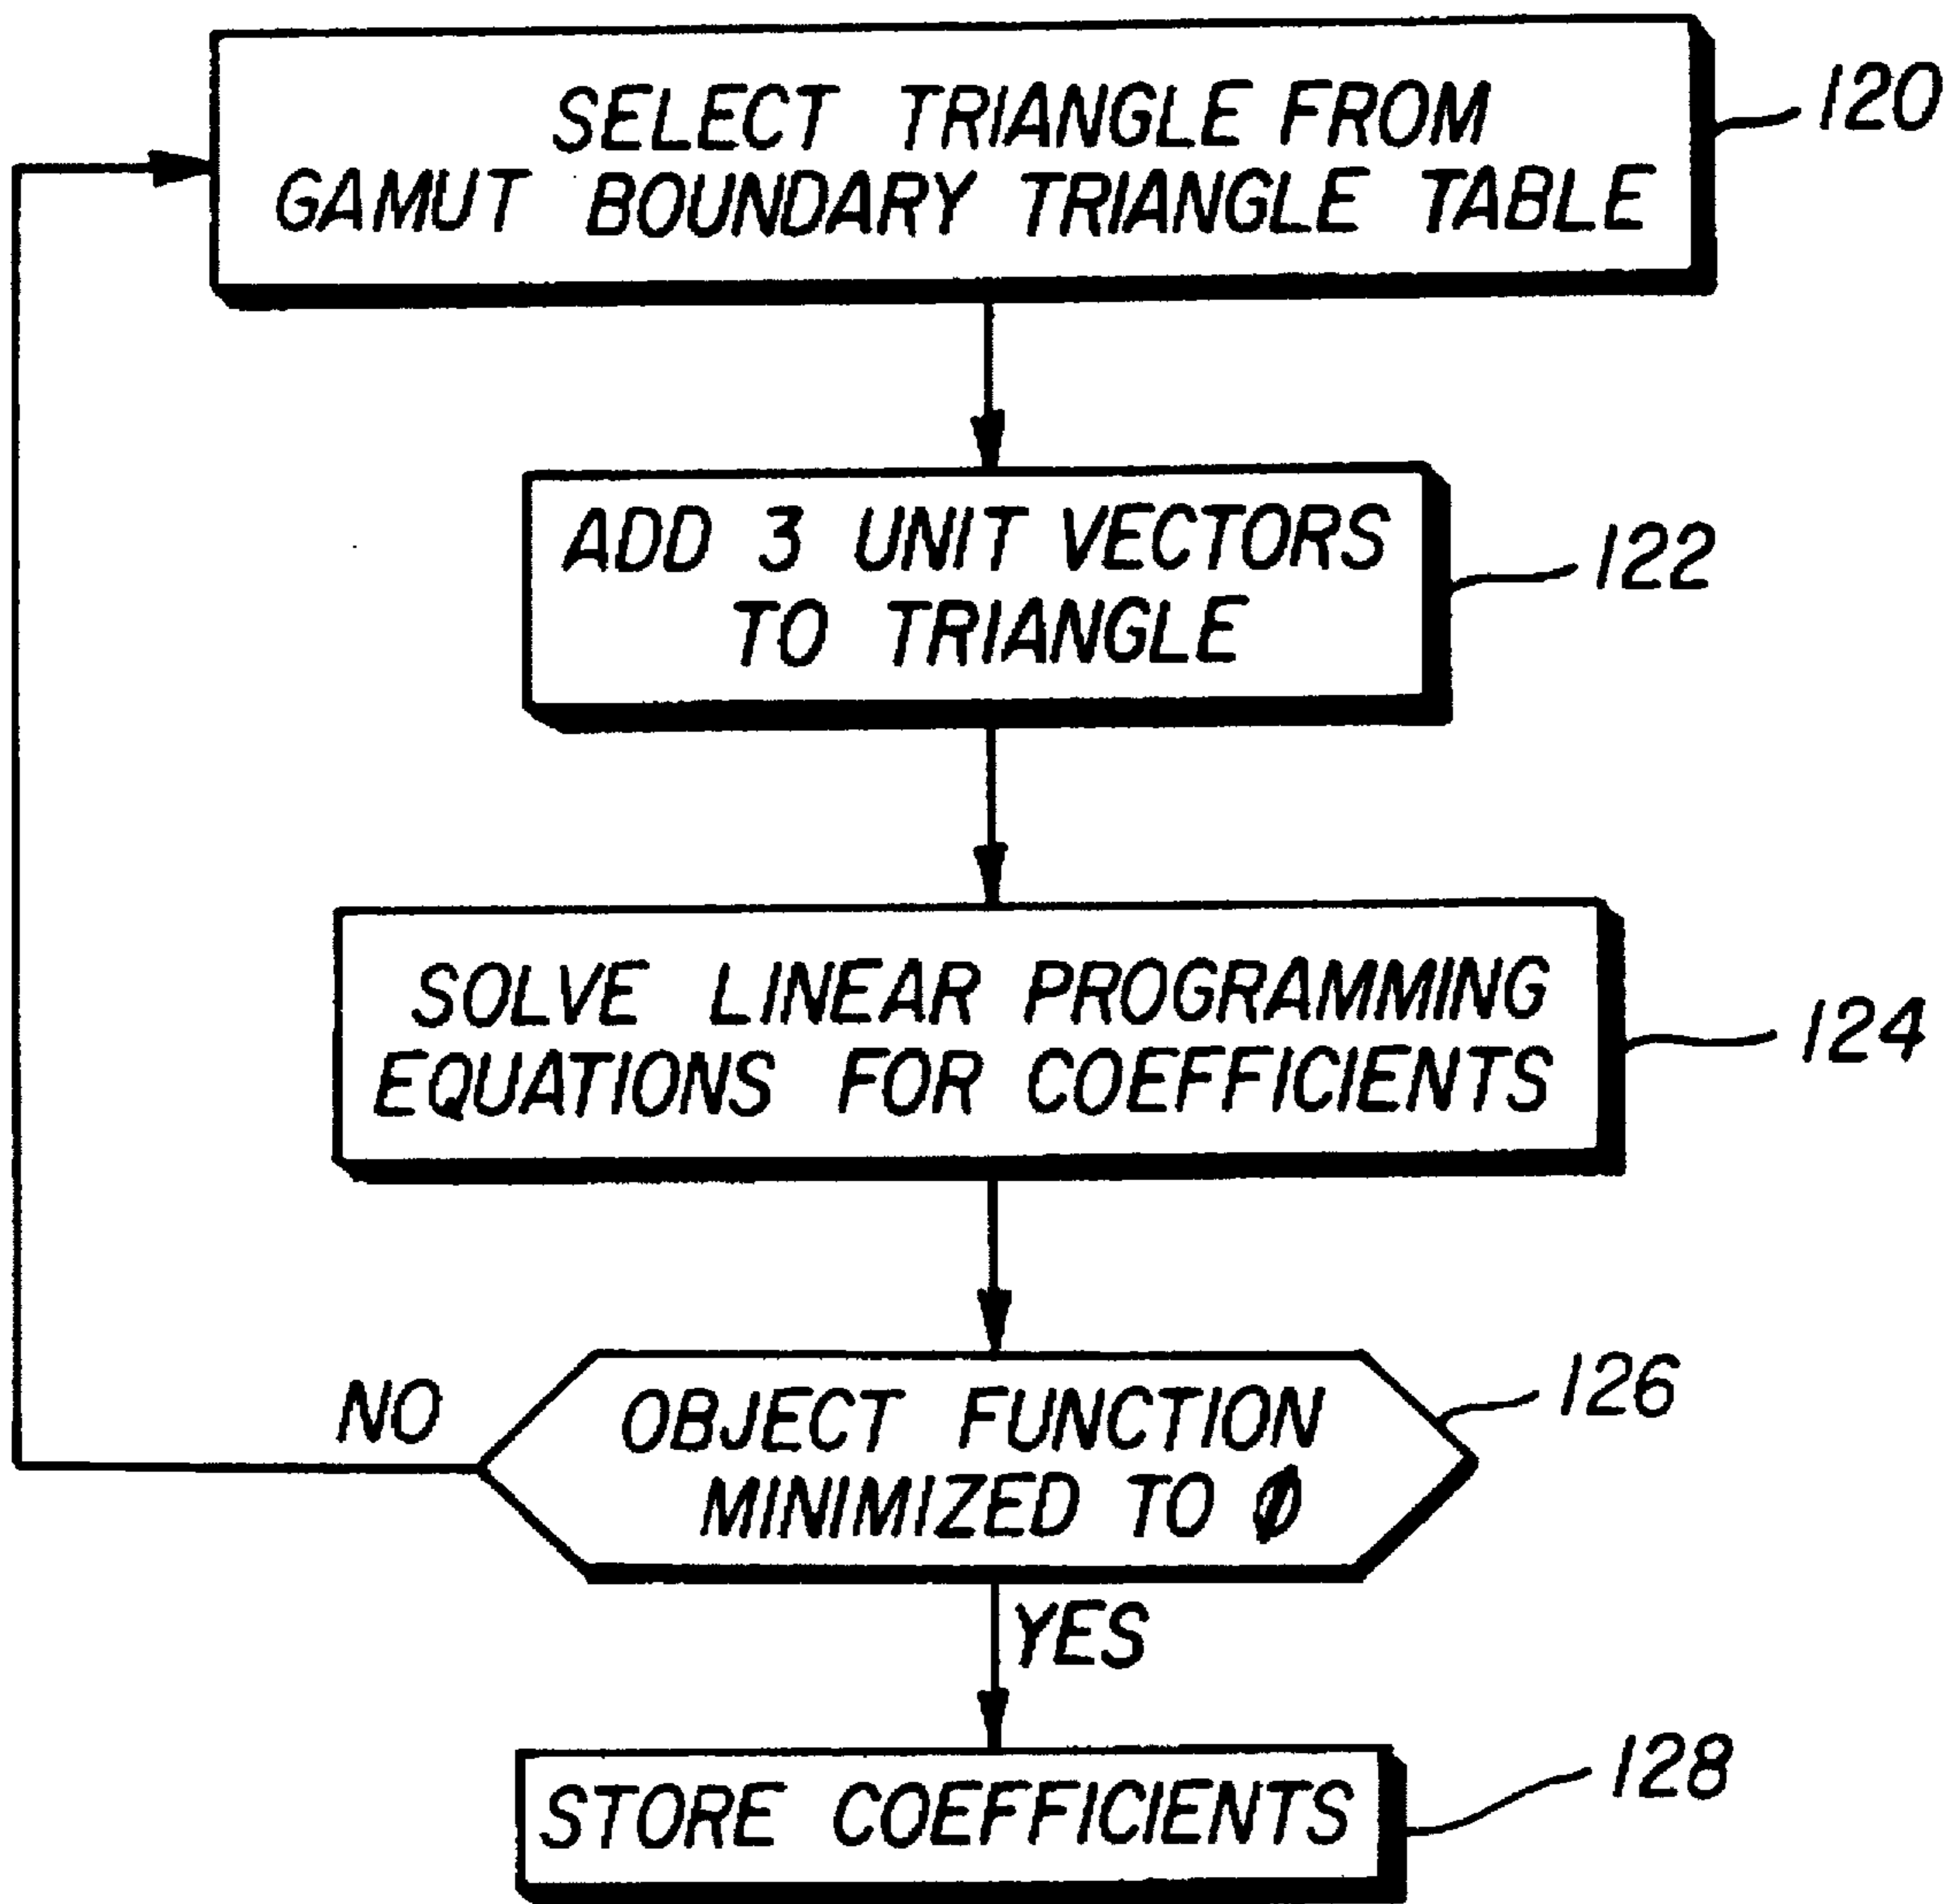 SELECT TRIANGLE FROM
GAMUT BOUNDARY TRIANGLE TABLE
120
ADD 3 UNIT VECTORS
TO TRIANGLE
122
SOLVE LINEAR PROGRAMMING
EQUATIONS FOR COEFFICIENTS
124
NO
OBJECT FUNCTION
MINIMIZED TO Ø
126
YES
STORE COEFFICIENTS
128